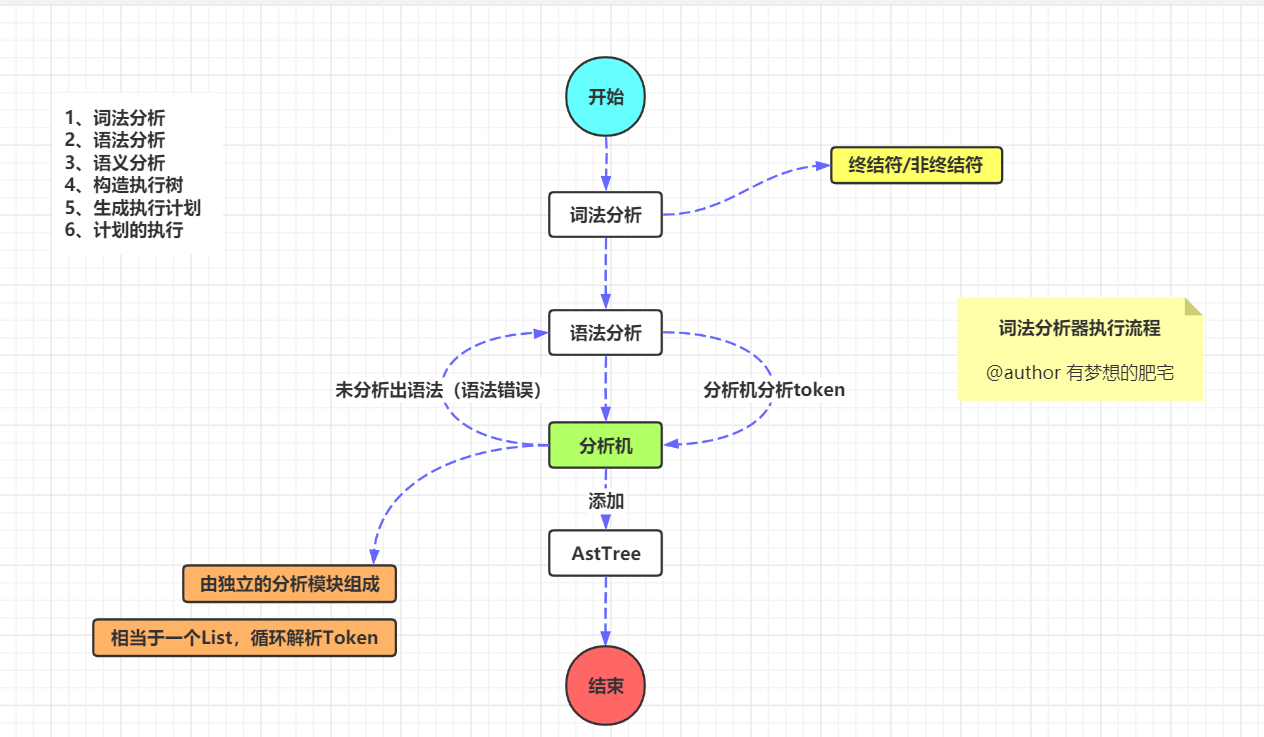 开始
1、词法分析
2、语法分析
3、语义分析
4、构造执行树
5、生成执行计划
6、计划的执行
终结符/非终结符
词法分析
词法分析器执行流程
@author 有梦想的肥宅
语法分析
未分析出语法（语法错误）
分析机分析token
分析机
添加
AstTree
由独立的分析模块组成
相当于一个List，循环解析Token
结束